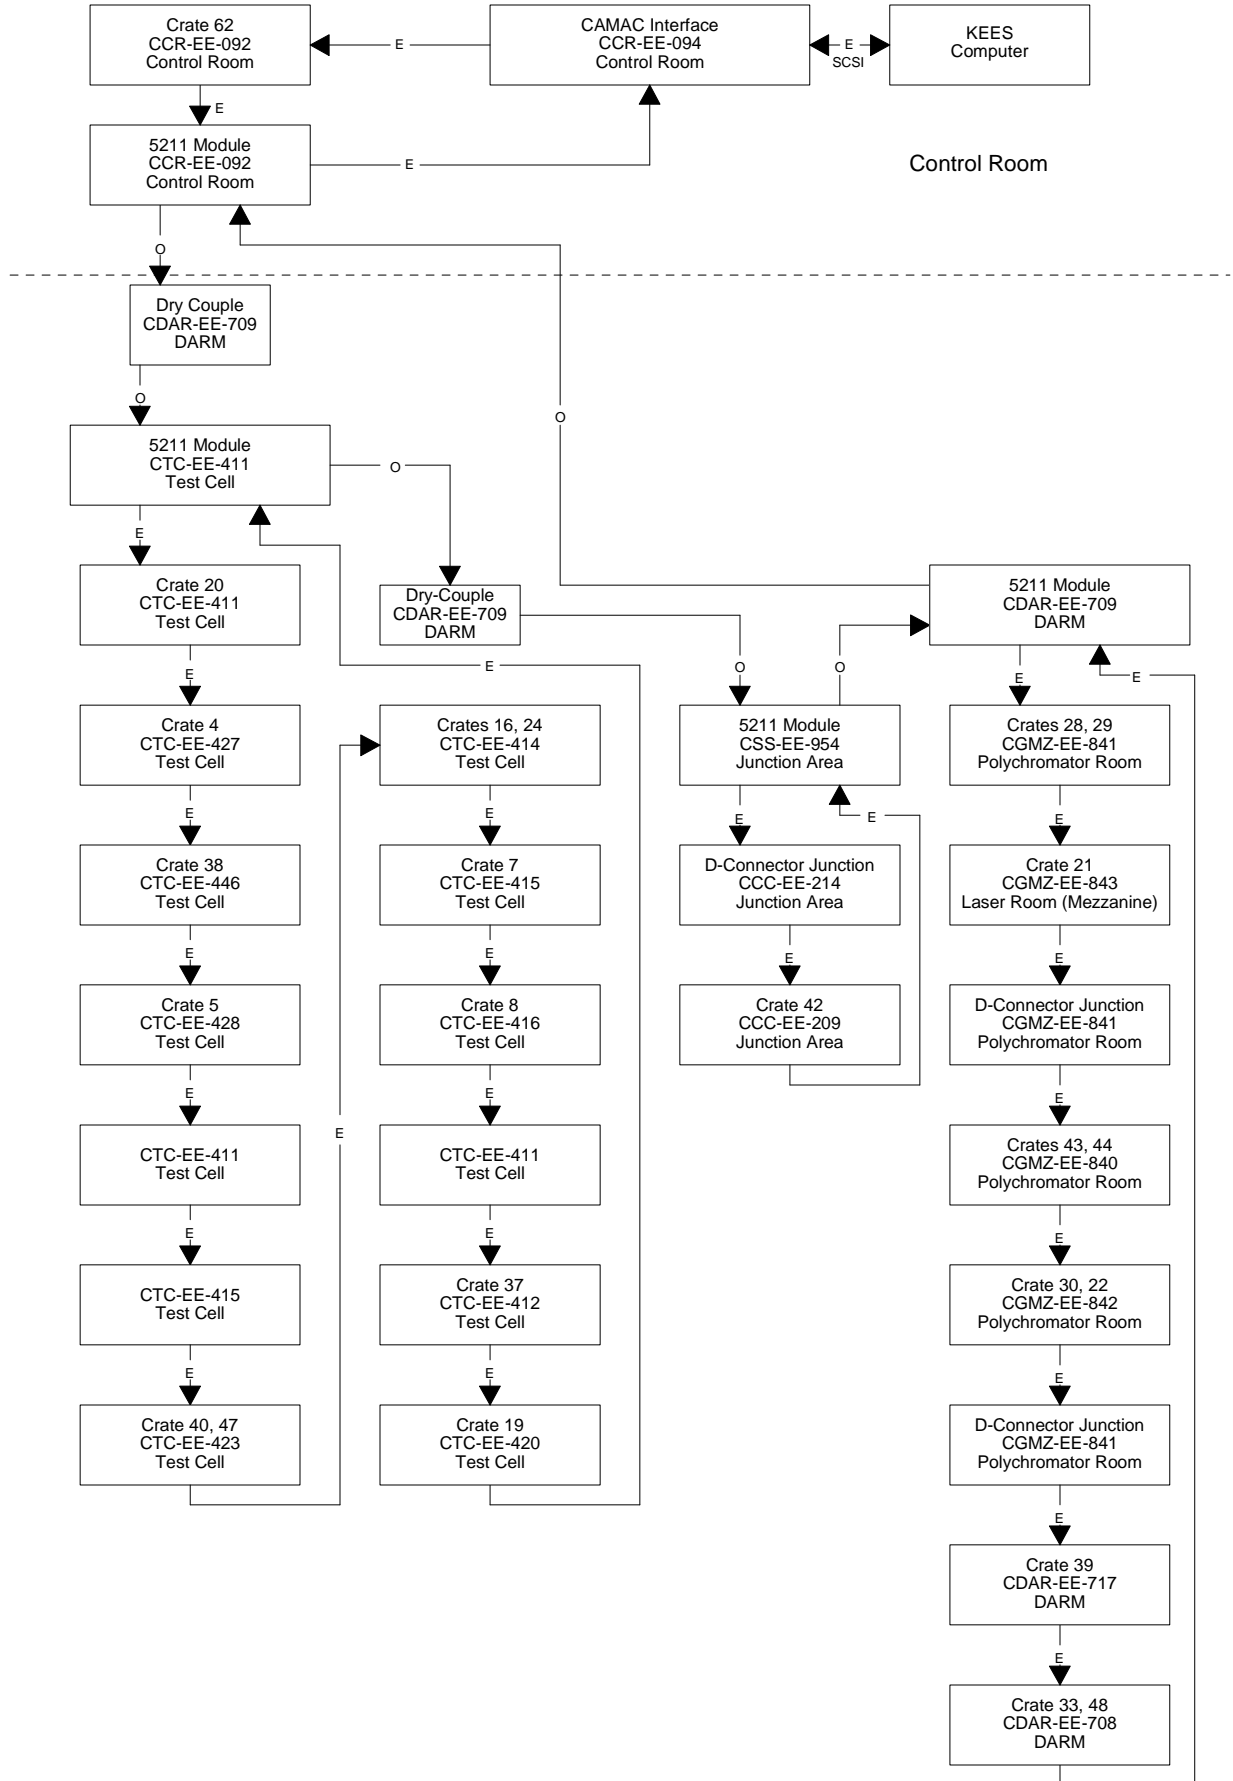 Crate 62
CCR-EE-092
Control Room
E
CAMAC Interface
CCR-EE-094
Control Room
E
SCSI
KEES
Computer
E
5211 Module
CCR-EE-092
Control Room
E
Control Room
O
Dry Couple
CDAR-EE-709
DARM
O
O
5211 Module
CTC-EE-411
Test Cell
O
E
Crate 20
CTC-EE-411
Test Cell
Dry-Couple
CDAR-EE-709
DARM
5211 Module
CDAR-EE-709
DARM
E
E
O
O
E
E
Crate 4
CTC-EE-427
Test Cell
Crates 16, 24
CTC-EE-414
Test Cell
5211 Module
CSS-EE-954
Junction Area
Crates 28, 29
CGMZ-EE-841
Polychromator Room
E
E
E
E
E
Crate 38
CTC-EE-446
Test Cell
Crate 7
CTC-EE-415
Test Cell
D-Connector Junction
CCC-EE-214
Junction Area
Crate 21
CGMZ-EE-843
Laser Room (Mezzanine)
E
E
E
E
Crate 5
CTC-EE-428
Test Cell
Crate 8
CTC-EE-416
Test Cell
Crate 42
CCC-EE-209
Junction Area
D-Connector Junction
CGMZ-EE-841
Polychromator Room
E
E
E
E
CTC-EE-411
Test Cell
CTC-EE-411
Test Cell
Crates 43, 44
CGMZ-EE-840
Polychromator Room
E
E
E
CTC-EE-415
Test Cell
Crate 37
CTC-EE-412
Test Cell
Crate 30, 22
CGMZ-EE-842
Polychromator Room
E
E
E
Crate 40, 47
CTC-EE-423
Test Cell
Crate 19
CTC-EE-420
Test Cell
D-Connector Junction
CGMZ-EE-841
Polychromator Room
E
Crate 39
CDAR-EE-717
DARM
E
Crate 33, 48
CDAR-EE-708
DARM